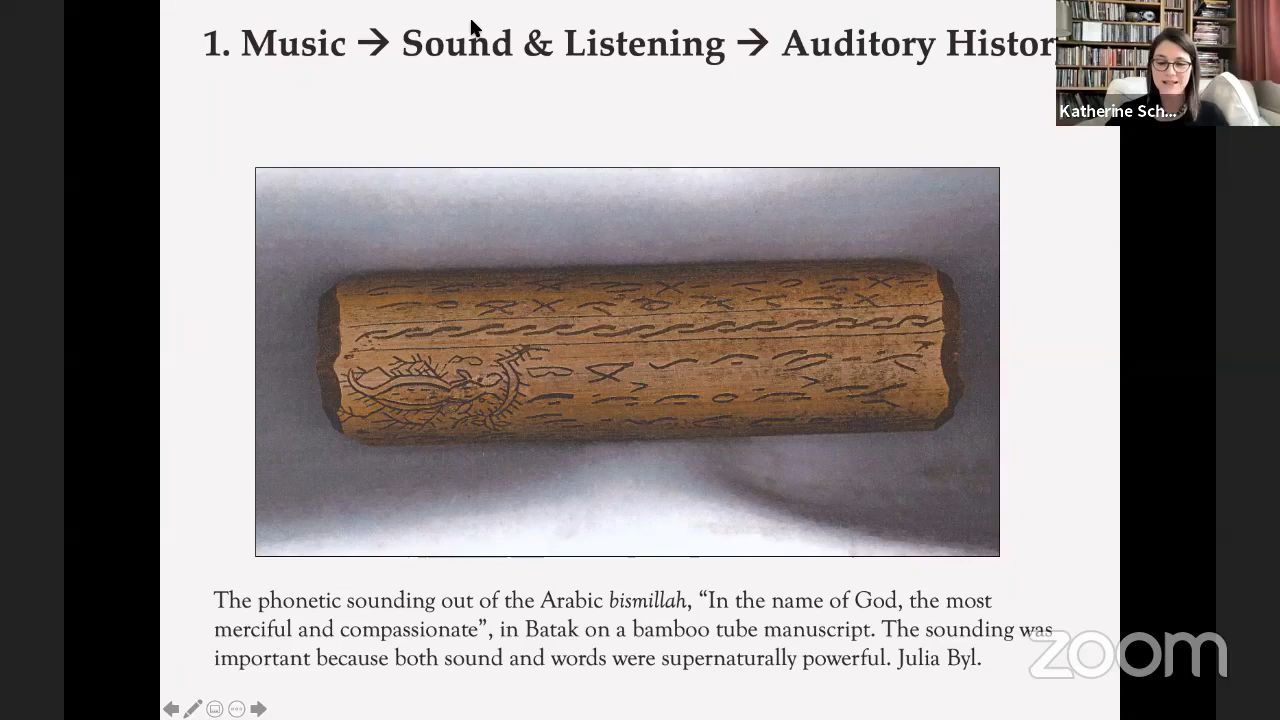 1. Music → Sound & Listening → Auditory Histor
Katherine Sch...
The phonetic sounding out of the Arabic bismillah, “In the name of God, the most
merciful and compassionate”, in Batak on a bamboo tube manuscript. The sounding was
important because both sound and words were supernaturally powerful. Julia Byl.
zoom